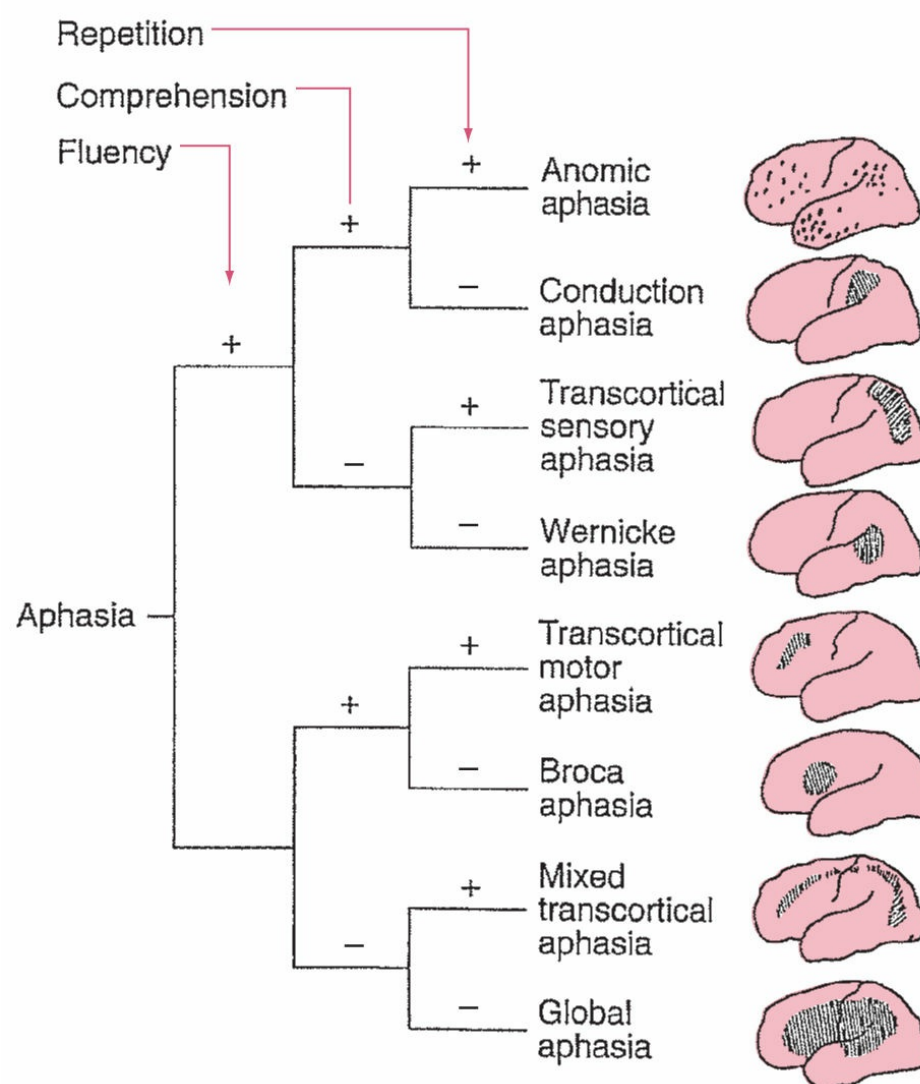 Repetition
Comprehension
Fluency
+
Anomic
aphasia
+
−
Conduction
aphasia
+
Transcortical
sensory
aphasia
+
−
−
Wernicke
aphasia
Aphasia
Transcortical
motor
aphasia
+
+
−
Broca
aphasia
Mixed
transcortical
aphasia
+
−
−
Global
aphasia